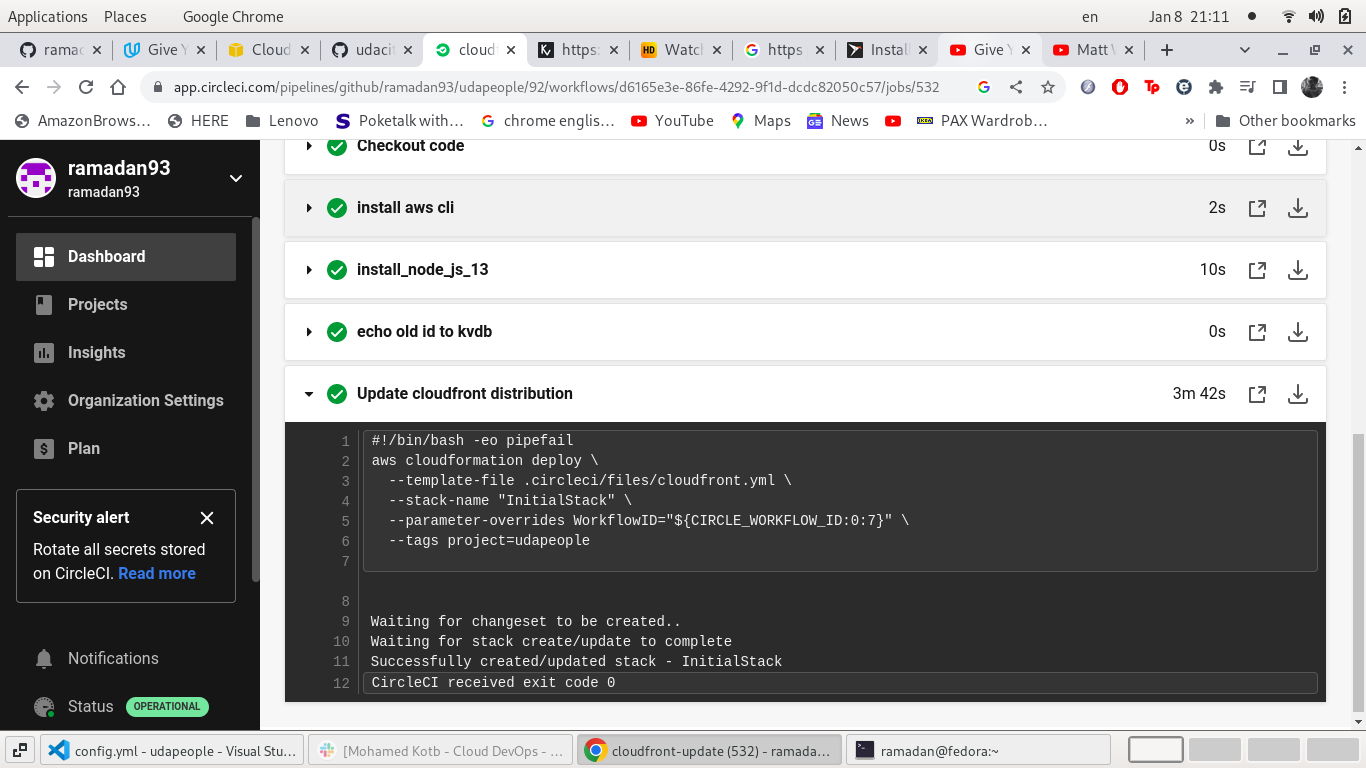 Applications Places Google Chrome en Jan 8 21:11
ramac Give Y Cloud udacit cloudf https: Watch https Install Give Y Matt W
app.circleci.com/pipelines/github/ramadan93/udapeople/92/workflows/d6165e3e-86fe-4292-9f1d-dcdc82050c57/jobs/532
AmazonBrows… HERE Lenovo Poketalk with… chrome englis… YouTube Maps News PAX Wardrob… » Other bookmarks
ramadan93
ramadan93
Dashboard
Projects
Insights
Organization Settings
Plan
Security alert
Rotate all secrets stored
on CircleCI. Read more
Notifications
Status OPERATIONAL
Checkout code 0s
install aws cli 2s
install_node_js_13 10s
echo old id to kvdb 0s
Update cloudfront distribution 3m 42s
1 #!/bin/bash -eo pipefail
2 aws cloudformation deploy \
3 --template-file .circleci/files/cloudfront.yml \
4 --stack-name "InitialStack" \
5 --parameter-overrides WorkflowID="${CIRCLE_WORKFLOW_ID:0:7}" \
6 --tags project=udapeople
7
8
9 Waiting for changeset to be created..
10 Waiting for stack create/update to complete
11 Successfully created/updated stack - InitialStack
12 CircleCI received exit code 0
config.yml - udapeople - Visual Stu... [Mohamed Kotb - Cloud DevOps - ... cloudfront-update (532) - ramada... ramadan@fedora:~